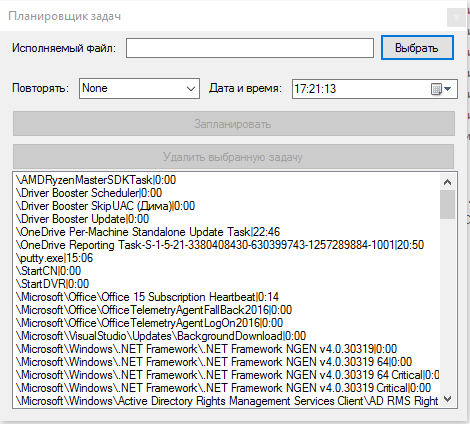 Планировщик задач
Исполняемый файл:
Выбрать
Повторять: None Дата и время: 17:21:13
Запланировать
Удалить выбранную задачу
\AMDRyzenMasterSDKTask|0:00
\Driver Booster Scheduler|0:00
\Driver Booster SkipUAC (Дима)|0:00
\Driver Booster Update|0:00
\OneDrive Per-Machine Standalone Update Task|22:46
\OneDrive Reporting Task-S-1-5-21-3380408430-630399743-1257289884-1001|20:50
\putty.exe|15:06
\StartCN|0:00
\StartDVR|0:00
\Microsoft\Office\Office 15 Subscription Heartbeat|0:14
\Microsoft\Office\OfficeTelemetryAgentFallBack2016|0:00
\Microsoft\Office\OfficeTelemetryAgentLogOn2016|0:00
\Microsoft\VisualStudio\Updates\BackgroundDownload|0:00
\Microsoft\Windows\.NET Framework\.NET Framework NGEN v4.0.30319|0:00
\Microsoft\Windows\.NET Framework\.NET Framework NGEN v4.0.30319 64|0:00
\Microsoft\Windows\.NET Framework\.NET Framework NGEN v4.0.30319 64 Critical|0:00
\Microsoft\Windows\.NET Framework\.NET Framework NGEN v4.0.30319 Critical|0:00
\Microsoft\Windows\Active Directory Rights Management Services Client\AD RMS Right